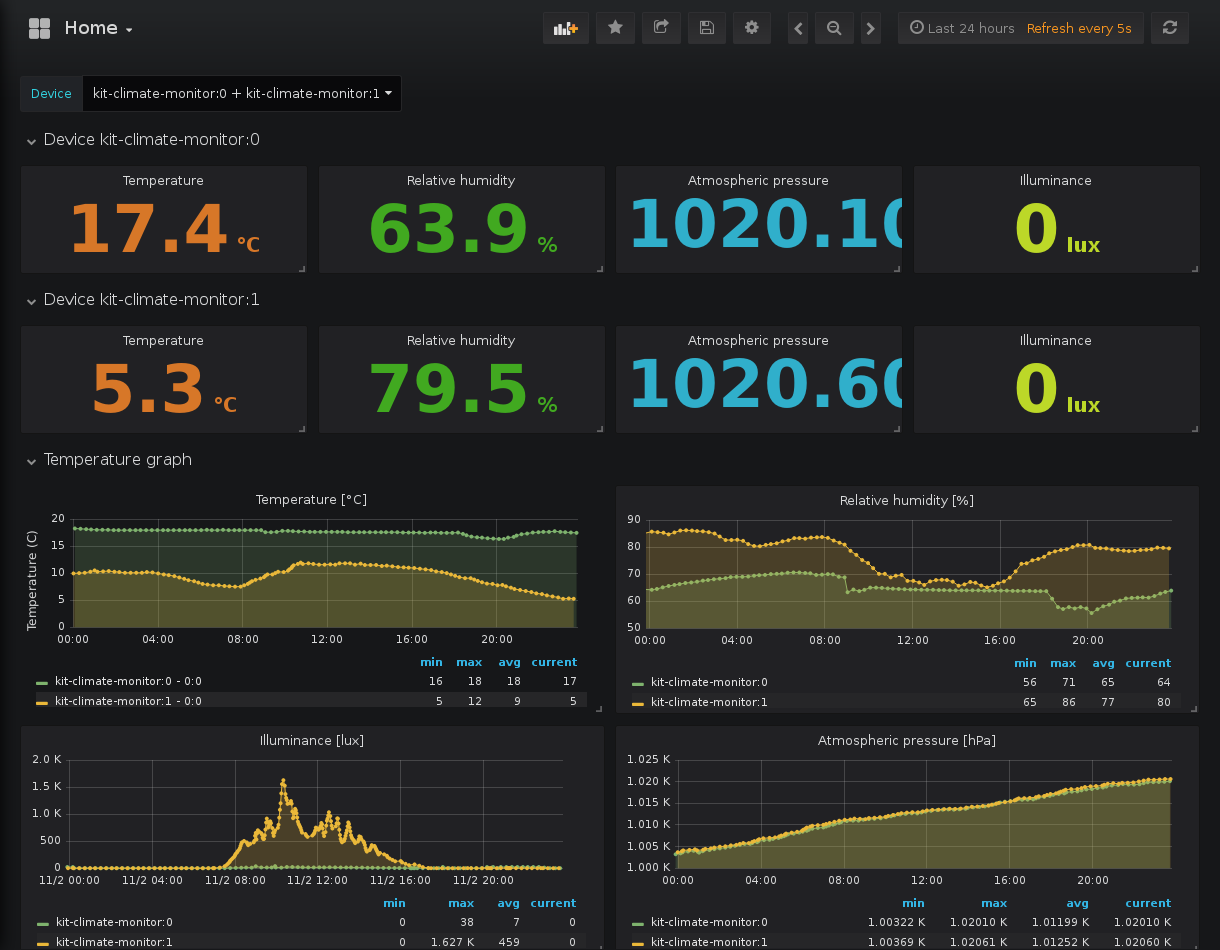 Home
Last 24 hours Refresh every 5s
Device kit-climate-monitor:0 + kit-climate-monitor:1
Device kit-climate-monitor:0
Temperature Relative humidity Atmospheric pressure Illuminance
17.4 °C 63.9 % 1020.10 0 lux
Device kit-climate-monitor:1
Temperature Relative humidity Atmospheric pressure Illuminance
5.3 °C 79.5 % 1020.60 0 lux
Temperature graph
Temperature [°C]
Temperature (C)
20
15
10
5
0
00:00 04:00 08:00 12:00 16:00 20:00
min max avg current
kit-climate-monitor:0 - 0:0 16 18 18 17
kit-climate-monitor:1 - 0:0 5 12 9 5
Relative humidity [%]
90
80
70
60
50
00:00 04:00 08:00 12:00 16:00 20:00
min max avg current
kit-climate-monitor:0 56 71 65 64
kit-climate-monitor:1 65 86 77 80
Illuminance [lux]
2.0 K
1.5 K
1.0 K
500
0
11/2 00:00 11/2 04:00 11/2 08:00 11/2 12:00 11/2 16:00 11/2 20:00
min max avg current
kit-climate-monitor:0 0 38 7 0
kit-climate-monitor:1 0 1.627 K 459 0
Atmospheric pressure [hPa]
1.025 K
1.020 K
1.015 K
1.010 K
1.005 K
1.000 K
00:00 04:00 08:00 12:00 16:00 20:00
min max avg current
kit-climate-monitor:0 1.00322 K 1.02010 K 1.01199 K 1.02010 K
kit-climate-monitor:1 1.00369 K 1.02061 K 1.01252 K 1.02060 K